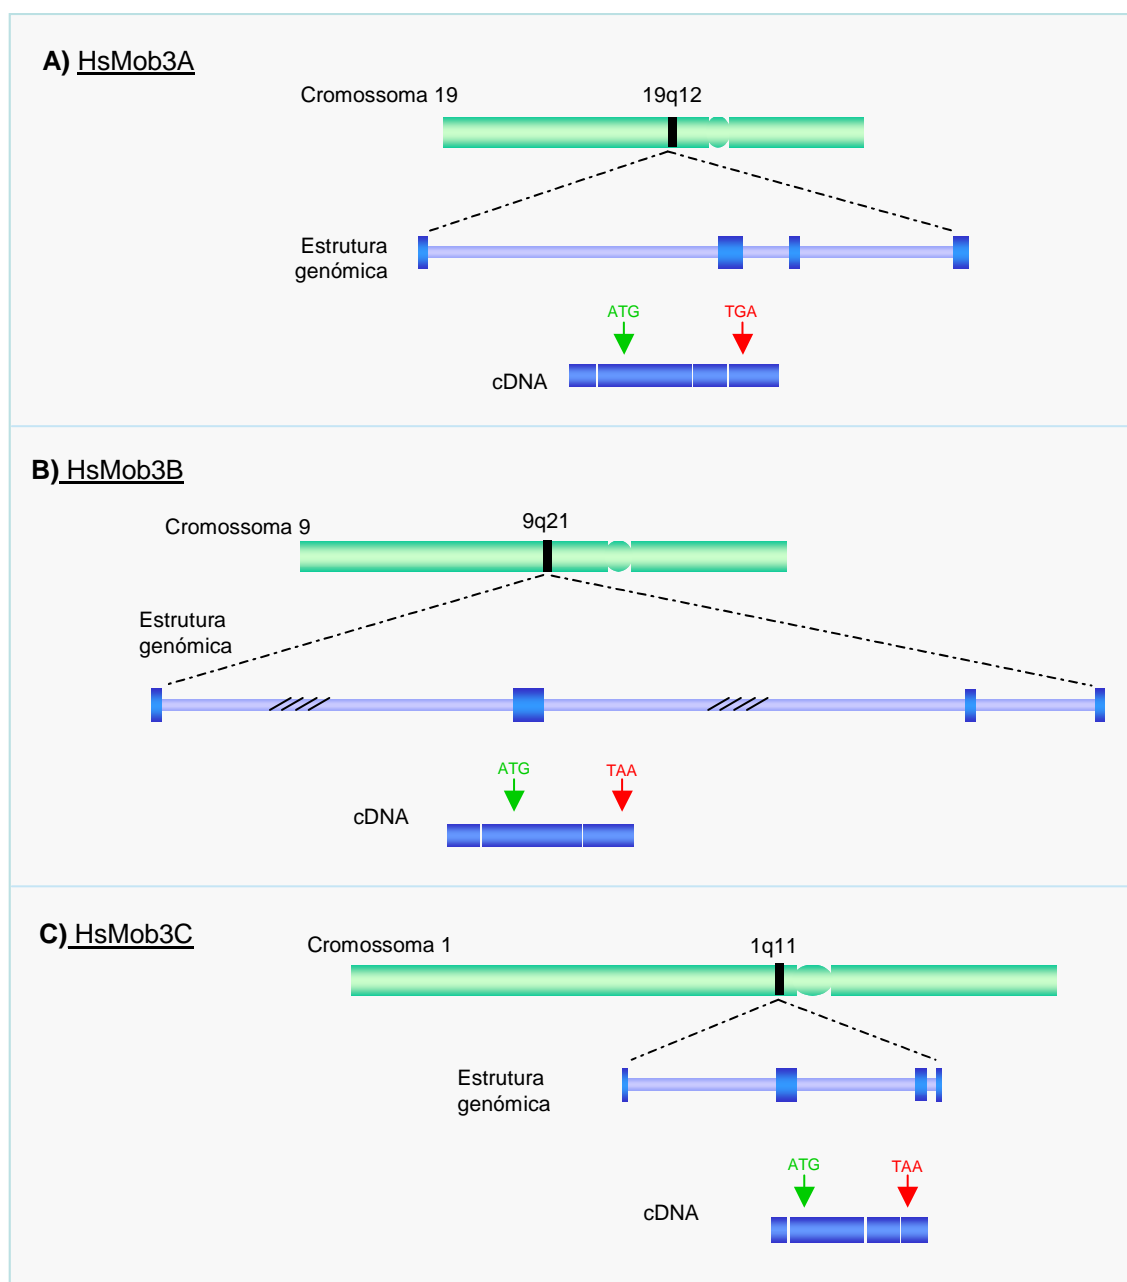 A) HsMob3A
Cromossoma 19
19q12
Estrutura
genómica
ATG
TGA
cDNA
B) HsMob3B
Cromossoma 9
9q21
Estrutura
genómica
ATG
TAA
cDNA
C) HsMob3C
Cromossoma 1
1q11
Estrutura
genómica
ATG
TAA
cDNA